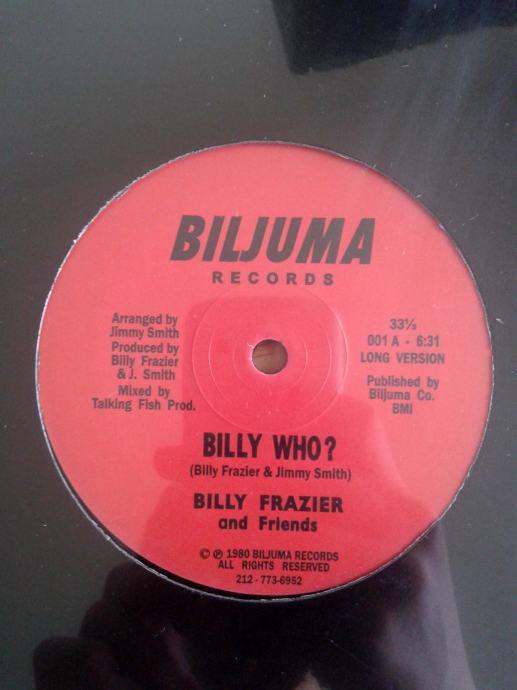 BILJUMA
RECORDS
Arranged by
Jimmy Smith
Produced by
Billy Frazier
& J. Smith
Mixed by
Talking Fish Prod.
33⅓
001 A - 6:31
LONG VERSION
Published by
Biljuma Co.
BMI
BILLY WHO?
(Billy Frazier & Jimmy Smith)
BILLY FRAZIER
and Friends
© ℗ 1980 BILJUMA RECORDS
ALL RIGHTS RESERVED
212-773-6952